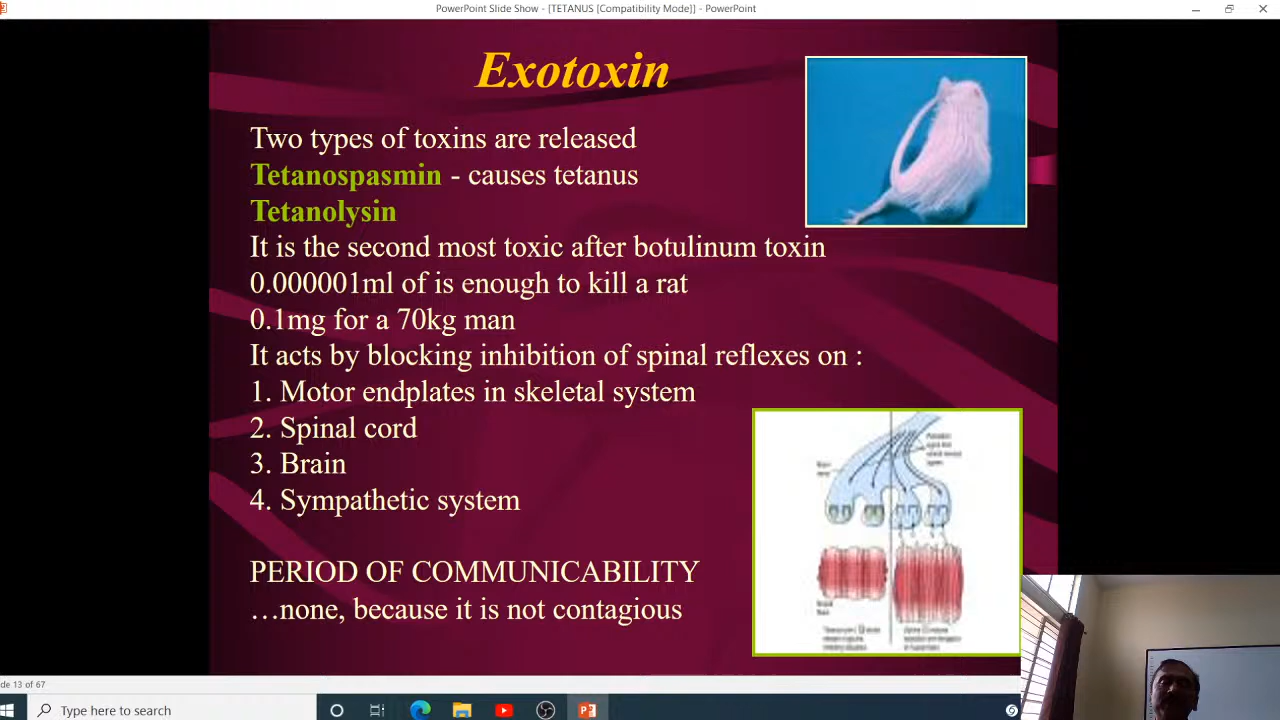 PowerPoint Slide Show - [TETANUS [Compatibility Mode]] - PowerPoint
Exotoxin
Two types of toxins are released
Tetanospasmin - causes tetanus
Tetanolysin
It is the second most toxic after botulinum toxin
0.000001ml of is enough to kill a rat
0.1mg for a 70kg man
It acts by blocking inhibition of spinal reflexes on :
1. Motor endplates in skeletal system
2. Spinal cord
3. Brain
4. Sympathetic system
PERIOD OF COMMUNICABILITY
…none, because it is not contagious
de 13 of 67
Type here to search